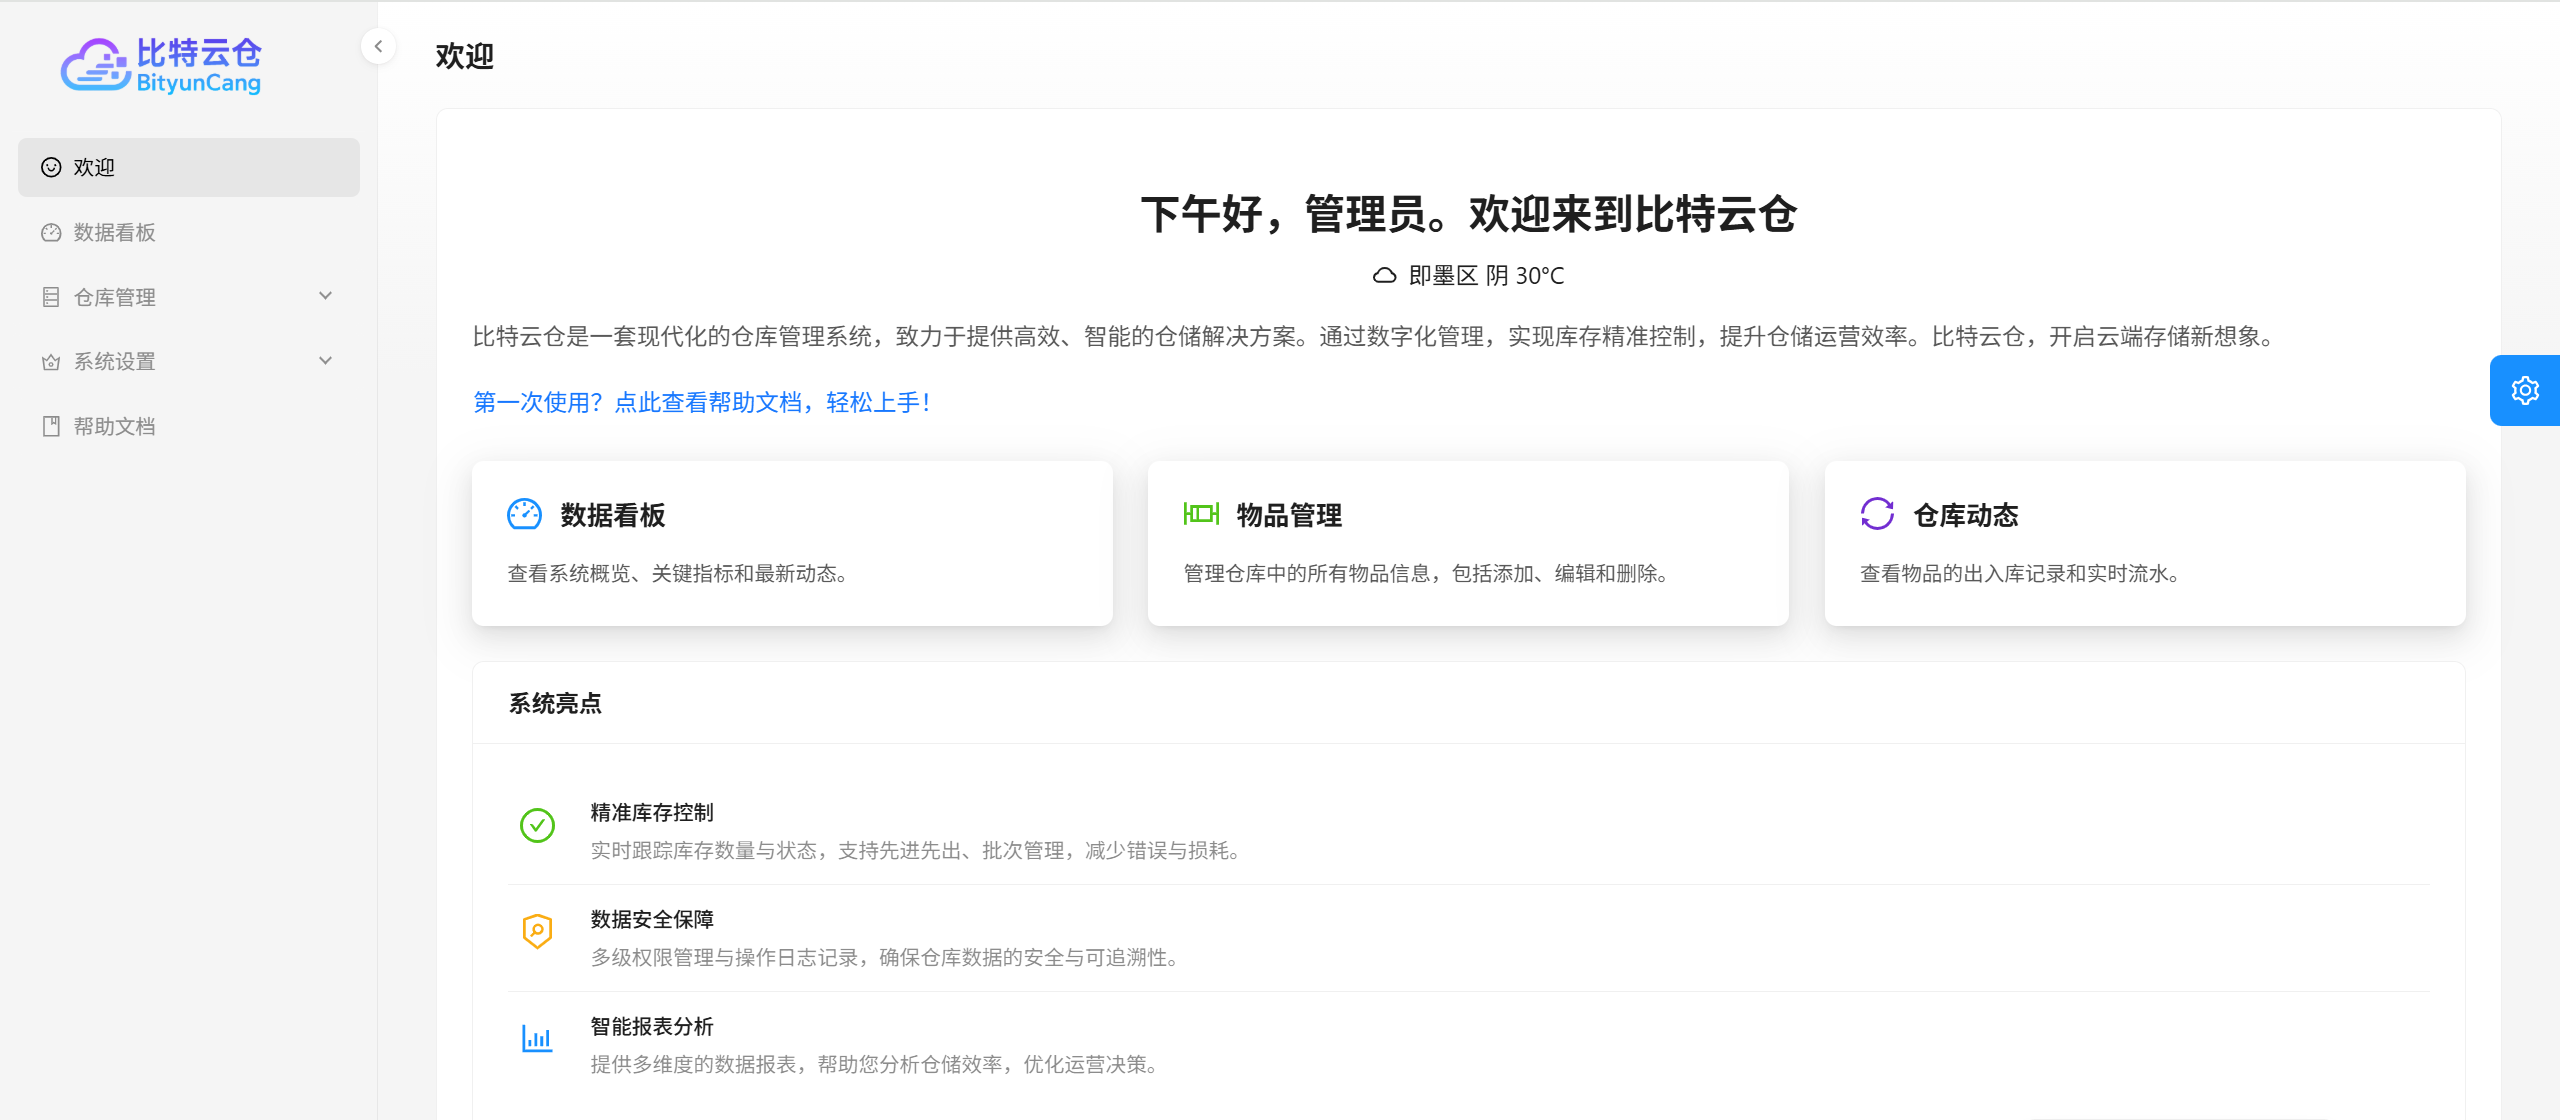 比特云仓
BityunCang
欢迎
数据看板
仓库管理
系统设置
帮助文档
欢迎
下午好，管理员。欢迎来到比特云仓
即墨区 阴 30°C
比特云仓是一套现代化的仓库管理系统，致力于提供高效、智能的仓储解决方案。通过数字化管理，实现库存精准控制，提升仓储运营效率。比特云仓，开启云端存储新想象。
第一次使用？点此查看帮助文档，轻松上手！
数据看板
查看系统概览、关键指标和最新动态。
物品管理
管理仓库中的所有物品信息，包括添加、编辑和删除。
仓库动态
查看物品的出入库记录和实时流水。
系统亮点
精准库存控制
实时跟踪库存数量与状态，支持先进先出、批次管理，减少错误与损耗。
数据安全保障
多级权限管理与操作日志记录，确保仓库数据的安全与可追溯性。
智能报表分析
提供多维度的数据报表，帮助您分析仓储效率，优化运营决策。